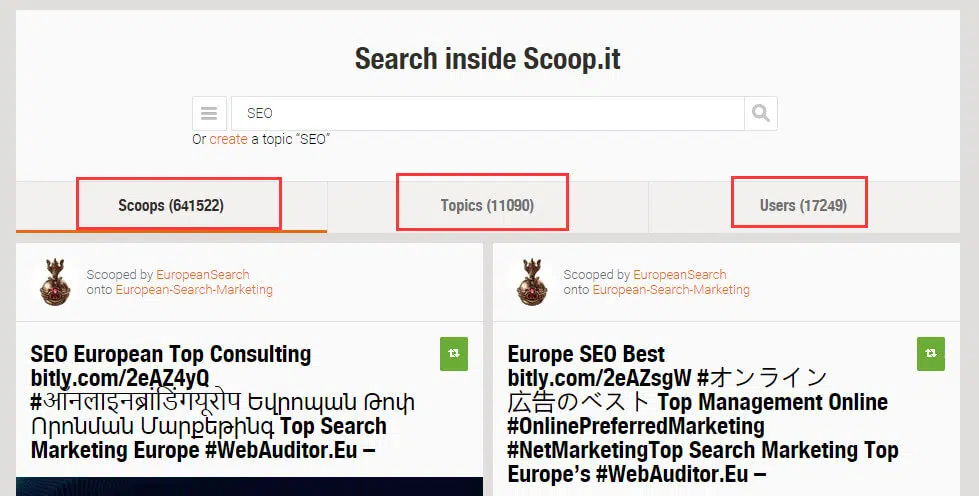 Search inside Scoop.it
SEO
Or create a topic “SEO”
Scoops (641522)
Topics (11090)
Users (17249)
Scooped by EuropeanSearch
onto European-Search-Marketing
SEO European Top Consulting
bitly.com/2eAZ4yQ
#ऑनलाइनब्रांडिंगयूरोप Եվրոպան Թոփ
Որոնման Մարքեթինգ Top Search
Marketing Europe #WebAuditor.Eu –
Scooped by EuropeanSearch
onto European-Search-Marketing
Europe SEO Best
bitly.com/2eAZsgW #オンライン
広告のベスト Top Management Online
#OnlinePreferredMarketing
#NetMarketingTop Search Marketing Top
Europe’s #WebAuditor.Eu –